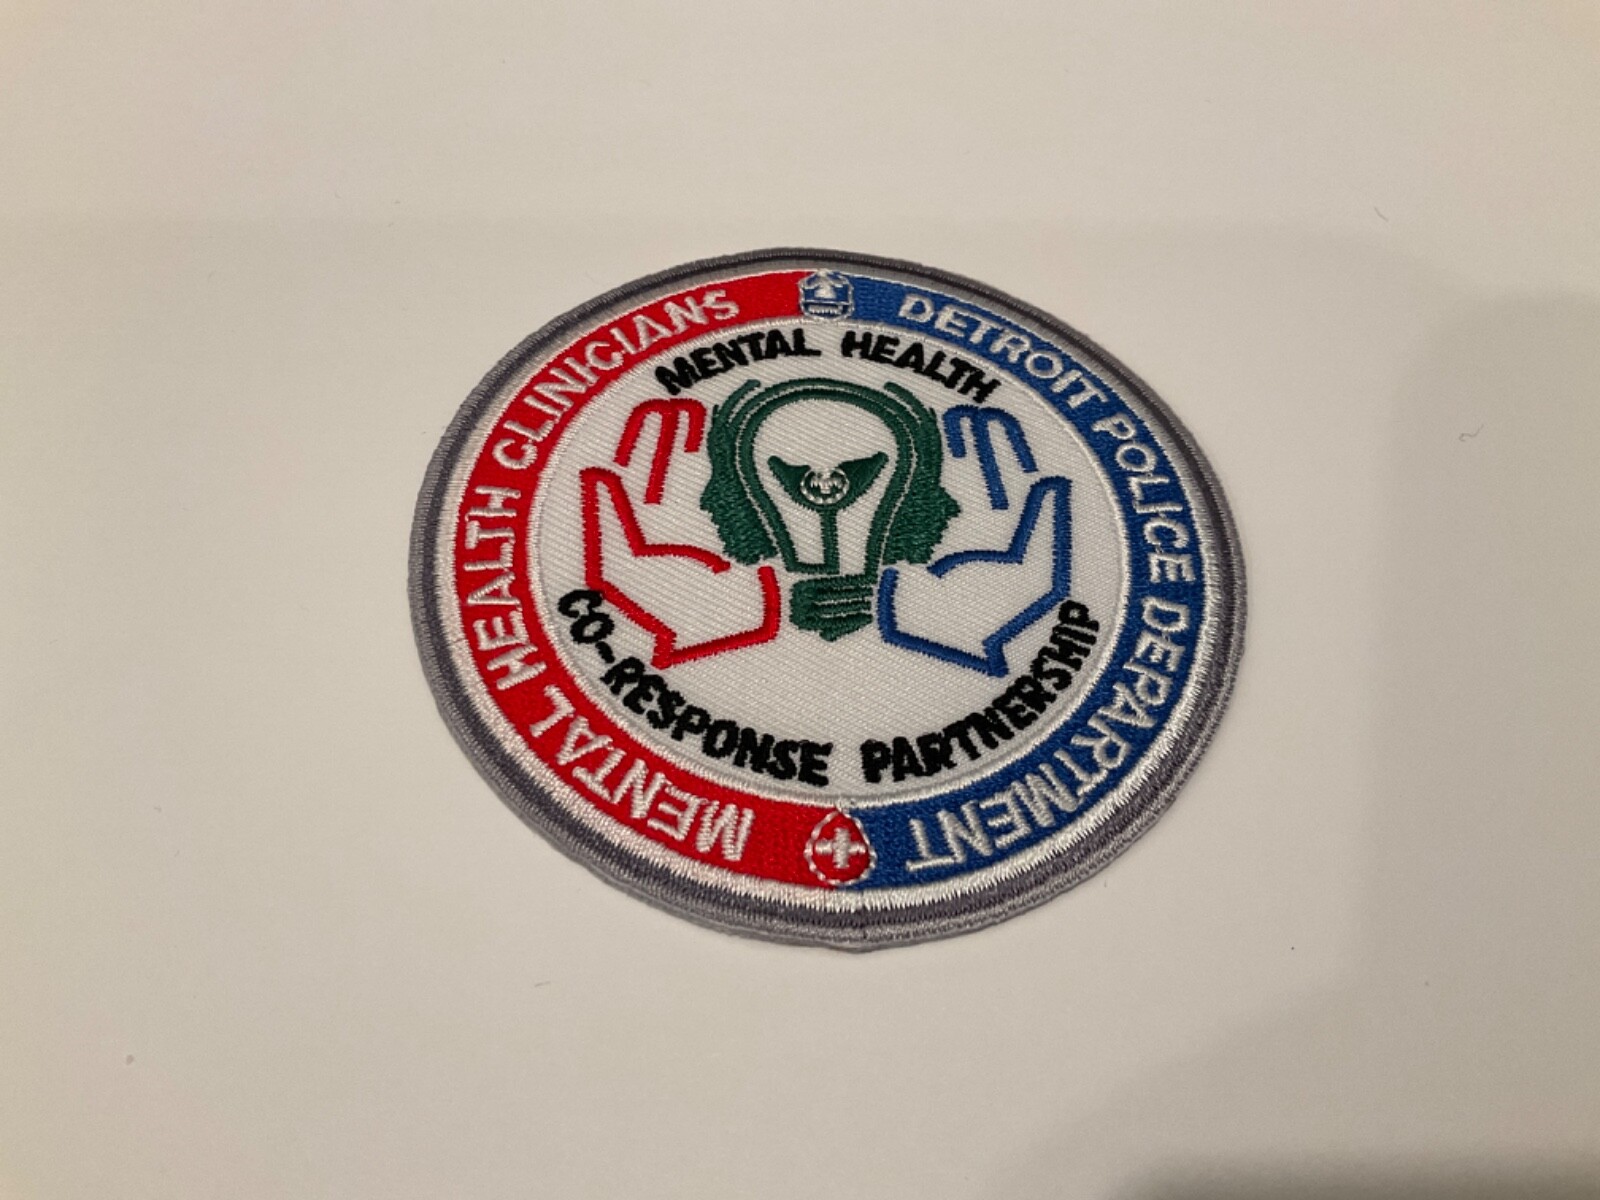 MENTAL HEALTH CLINICIANS
DETROIT POLICE DEPARTMENT
MENTAL HEALTH
CO-RESPONSE PARTNERSHIP